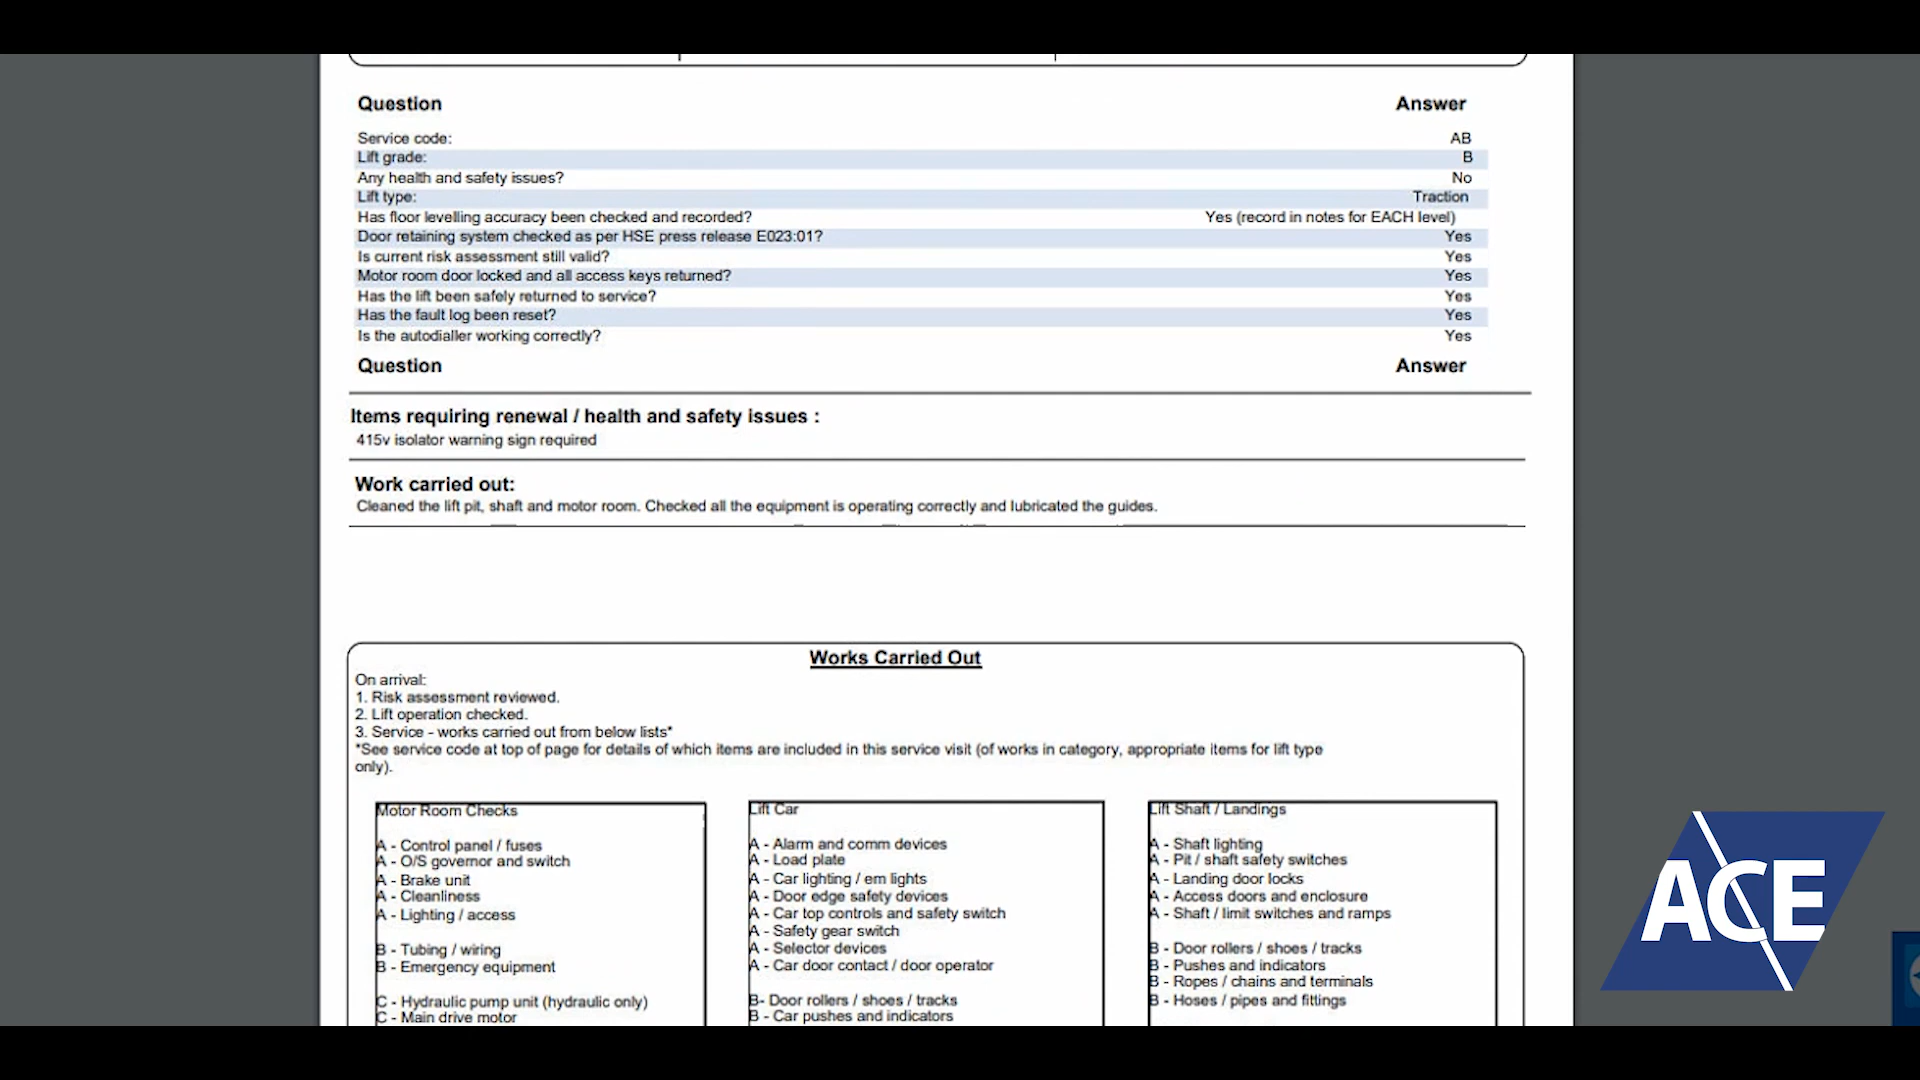 Question Answer
Service code: AB
Lift grade: B
Any health and safety issues? No
Lift type: Traction
Has floor levelling accuracy been checked and recorded? Yes (record in notes for EACH level)
Door retaining system checked as per HSE press release E023:01? Yes
Is current risk assessment still valid? Yes
Motor room door locked and all access keys returned? Yes
Has the lift been safely returned to service? Yes
Has the fault log been reset? Yes
Is the autodialler working correctly? Yes
Question Answer
Items requiring renewal / health and safety issues :
415v isolator warning sign required
Work carried out:
Cleaned the lift pit, shaft and motor room. Checked all the equipment is operating correctly and lubricated the guides.
Works Carried Out
On arrival:
1. Risk assessment reviewed.
2. Lift operation checked.
3. Service - works carried out from below lists*
*See service code at top of page for details of which items are included in this service visit (of works in category, appropriate items for lift type
only).
Motor Room Checks
A - Control panel / fuses
A - O/S governor and switch
A - Brake unit
A - Cleanliness
A - Lighting / access
B - Tubing / wiring
B - Emergency equipment
C - Hydraulic pump unit (hydraulic only)
C - Main drive motor
Lift Car
A - Alarm and comm devices
A - Load plate
A - Car lighting / em lights
A - Door edge safety devices
A - Car top controls and safety switch
A - Safety gear switch
A - Selector devices
A - Car door contact / door operator
B- Door rollers / shoes / tracks
B - Car pushes and indicators
Lift Shaft / Landings
A - Shaft lighting
A - Pit / shaft safety switches
A - Landing door locks
A - Access doors and enclosure
A - Shaft / limit switches and ramps
B - Door rollers / shoes / tracks
B - Pushes and indicators
B - Ropes / chains and terminals
B - Hoses / pipes and fittings
ACE